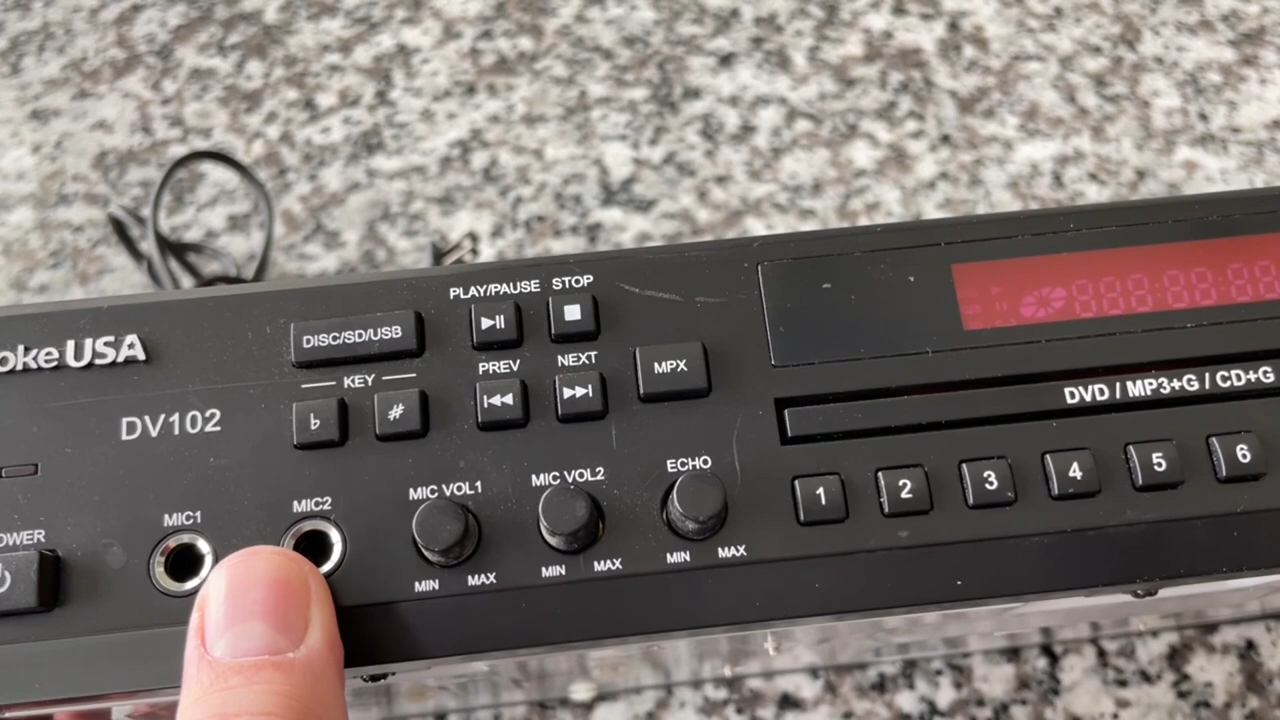 oke USA
DV102
OWER
MIC1
MIC2
DISC/SD/USB
KEY
♭
#
PLAY/PAUSE
STOP
PREV
NEXT
MPX
MIC VOL1
MIN MAX
MIC VOL2
MIN MAX
ECHO
MIN MAX
DVD / MP3+G / CD+G
1 2 3 4 5 6